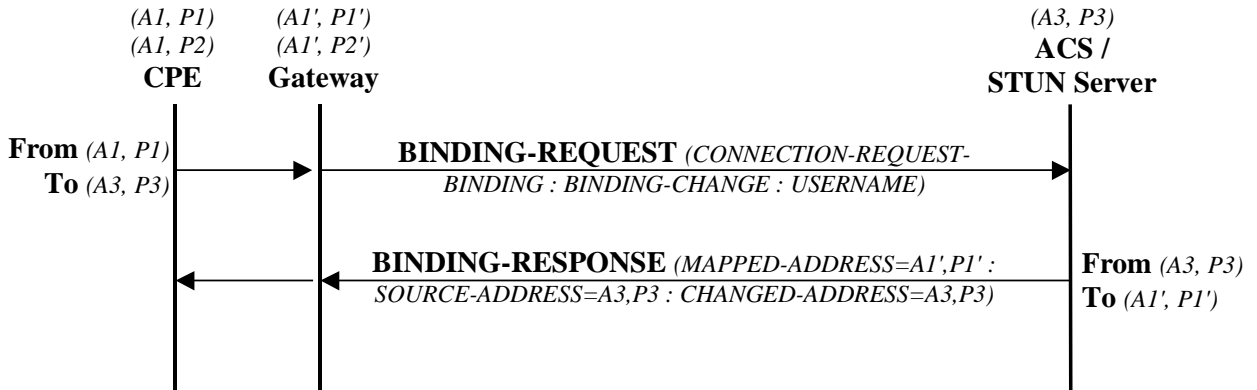 (A1, P1) (A1', P1') (A3, P3)
(A1, P2) (A1', P2') ACS /
CPE Gateway STUN Server
From (A1, P1)
To (A3, P3)
BINDING-REQUEST (CONNECTION-REQUEST-
BINDING : BINDING-CHANGE : USERNAME)
BINDING-RESPONSE (MAPPED-ADDRESS=A1',P1' :
SOURCE-ADDRESS=A3,P3 : CHANGED-ADDRESS=A3,P3)
From (A3, P3)
To (A1', P1')